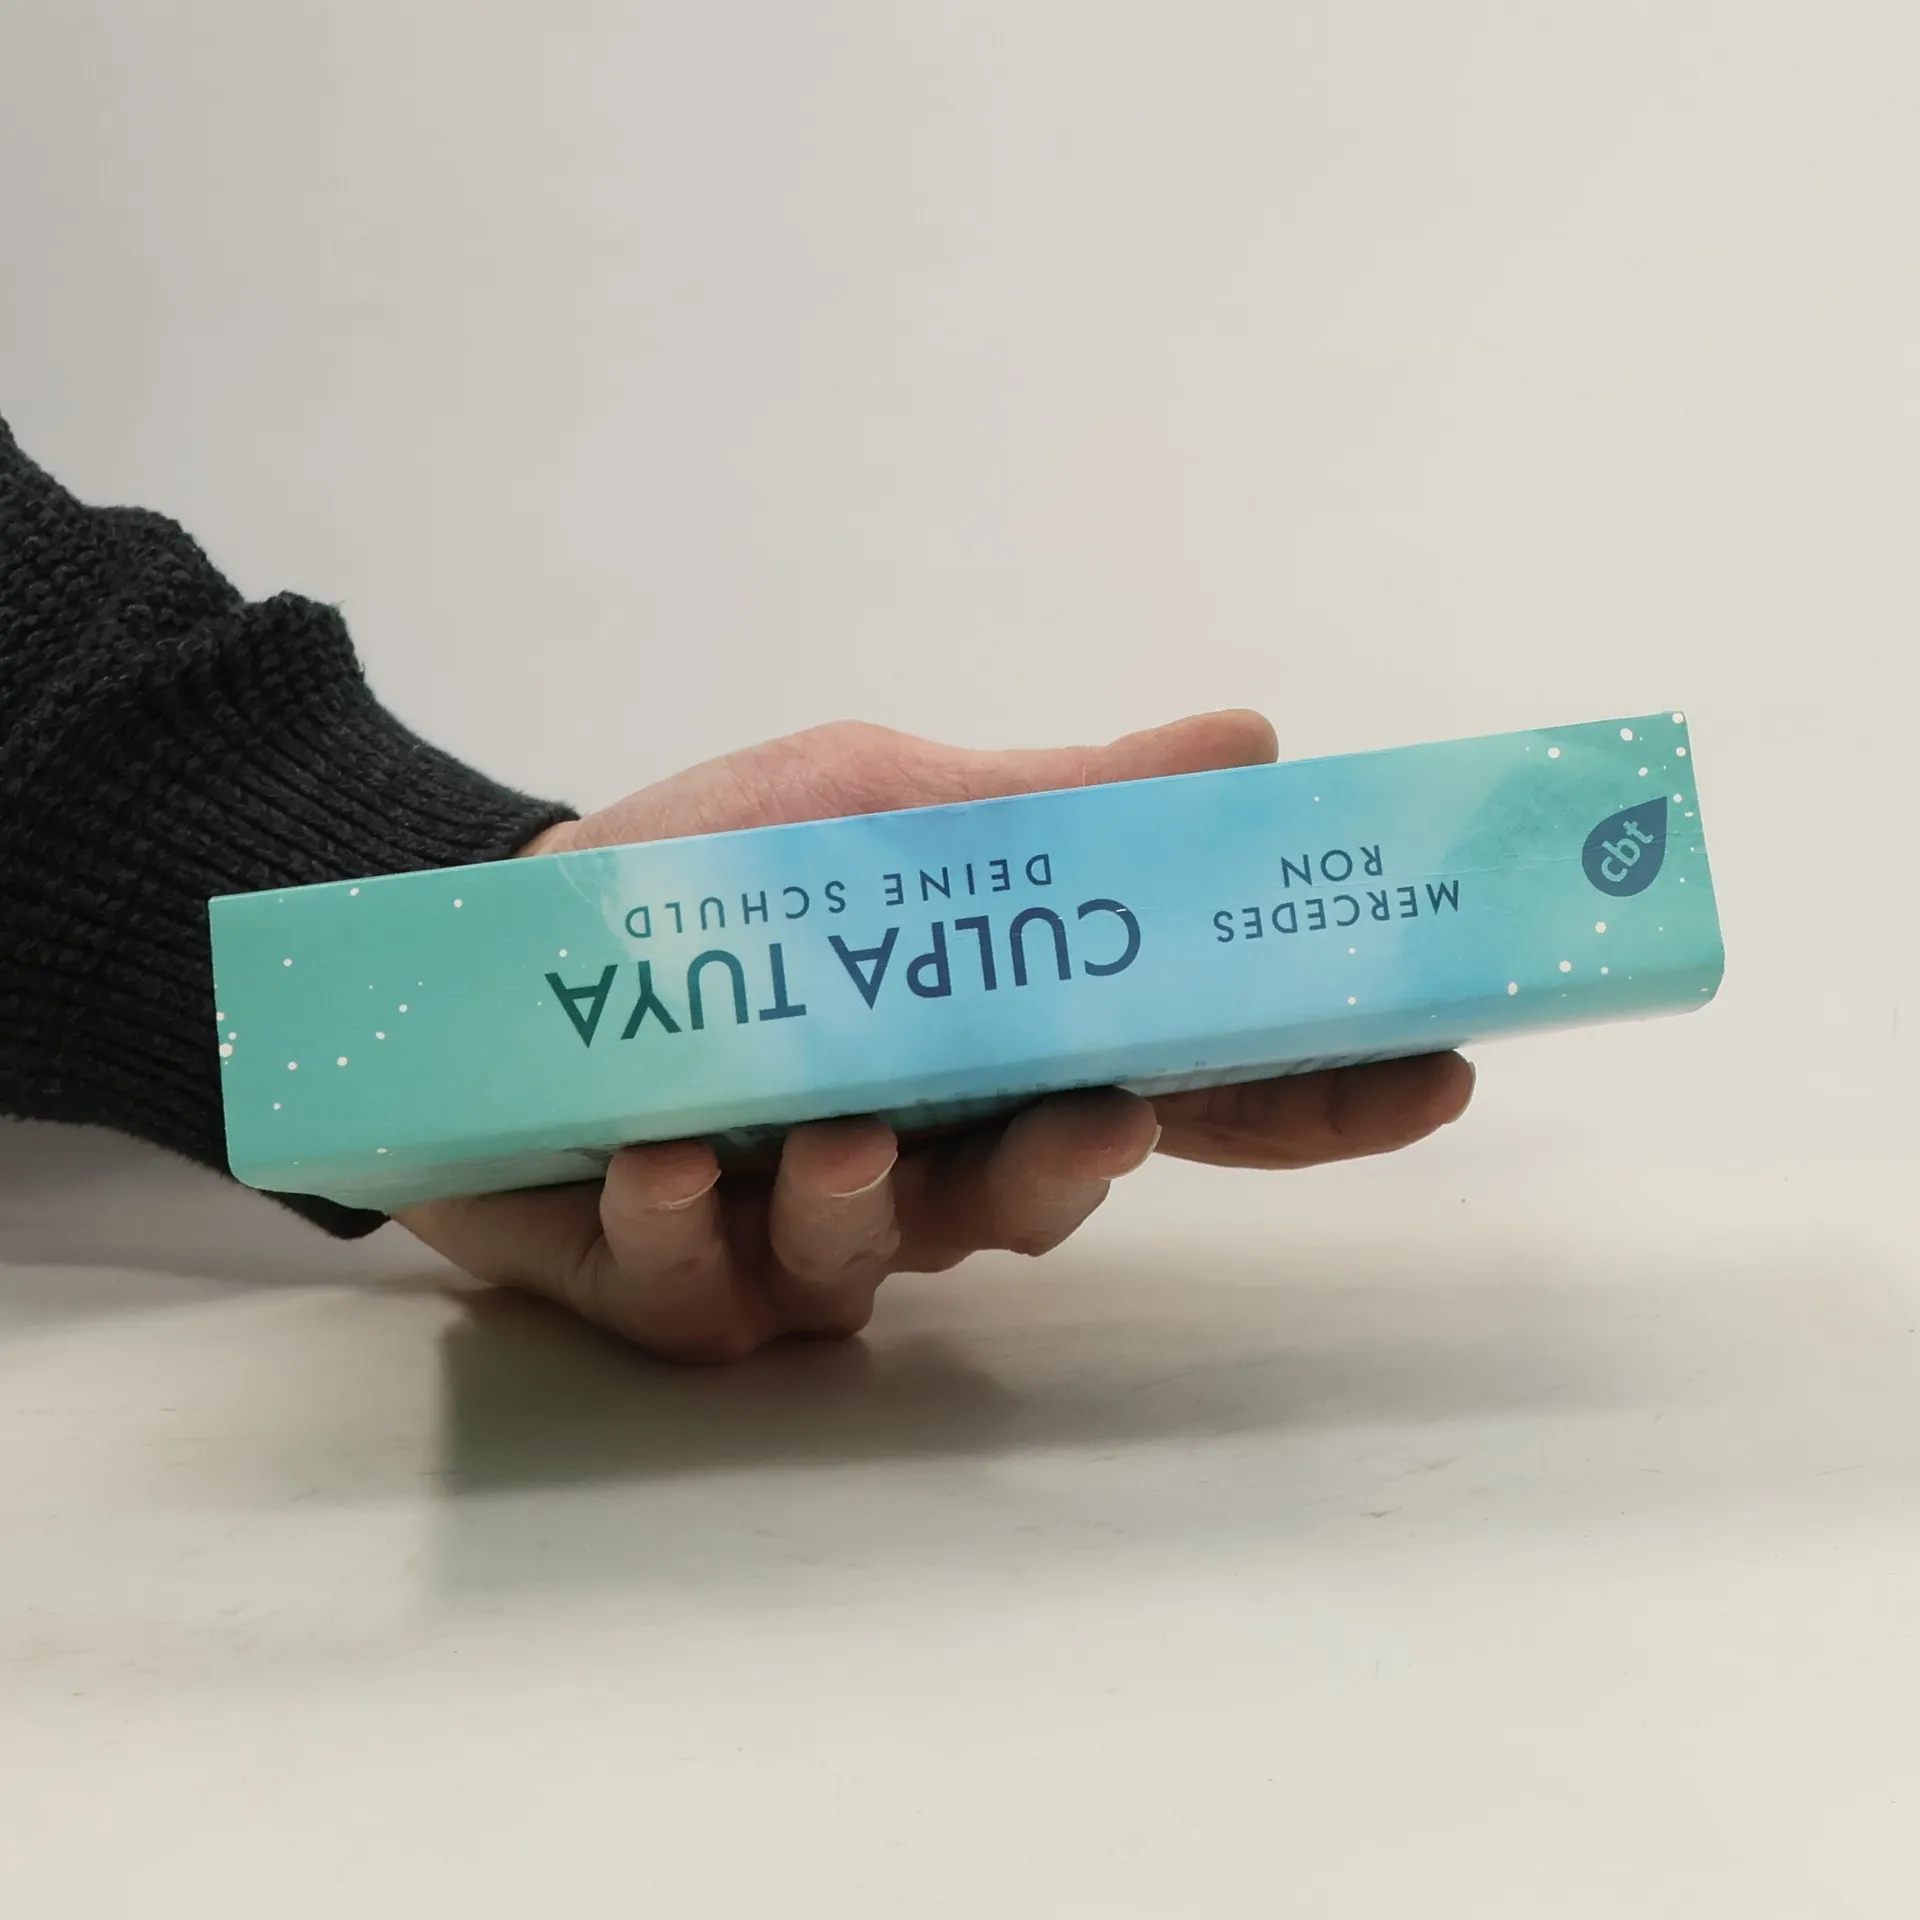 MERCEDES
RON
CULPA TUYA
DEINE SCHULD
cbt